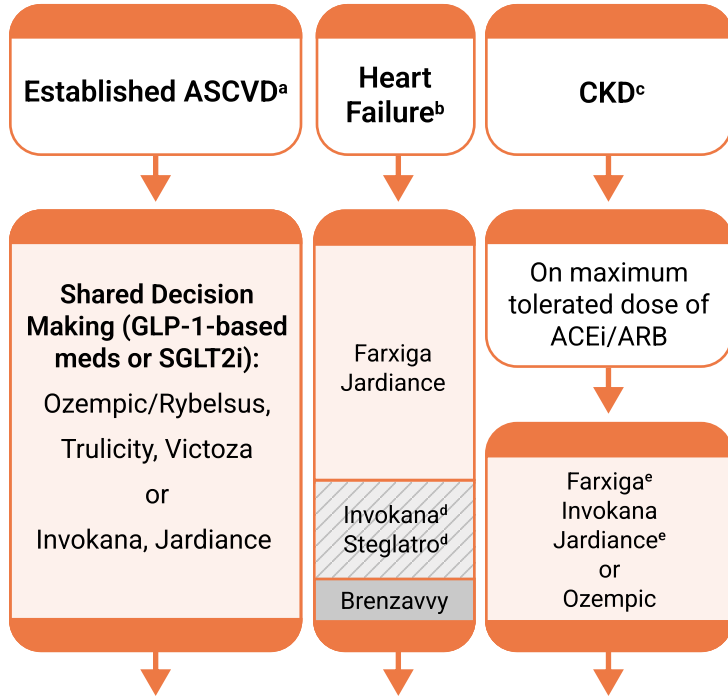 Established ASCVDᵃ
Heart
Failureᵇ
CKDᶜ
Shared Decision
Making (GLP-1-based
meds or SGLT2i):
Ozempic/Rybelsus,
Trulicity, Victoza
or
Invokana, Jardiance
Farxiga
Jardiance
Invokanaᵈ
Steglatroᵈ
Brenzavvy
On maximum
tolerated dose of
ACEi/ARB
Farxigaᵉ
Invokana
Jardianceᵉ
or
Ozempic